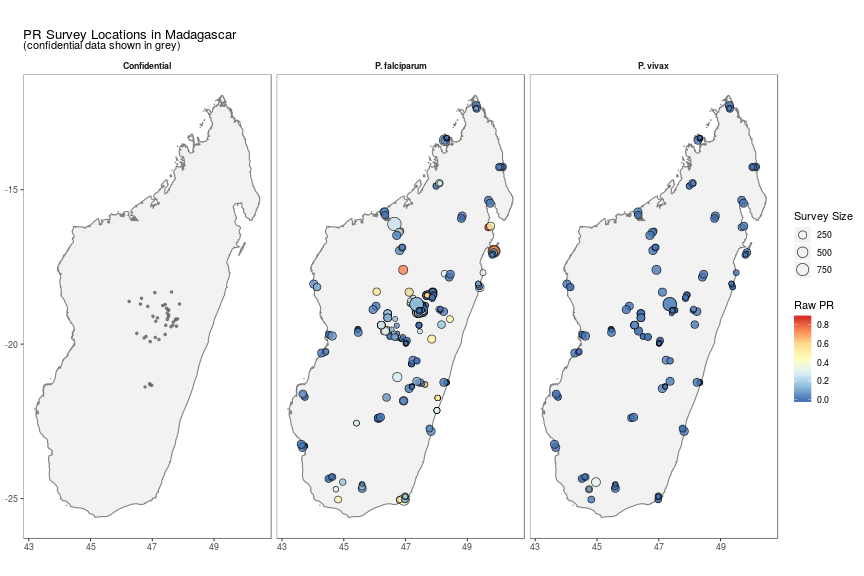 PR Survey Locations in Madagascar
(confidential data shown in grey)
Confidential
P. falciparum
P. vivax
-15
-20
-25
43 45 47 49
43 45 47 49
43 45 47 49
Survey Size
250
500
750
Raw PR
0.8
0.6
0.4
0.2
0.0